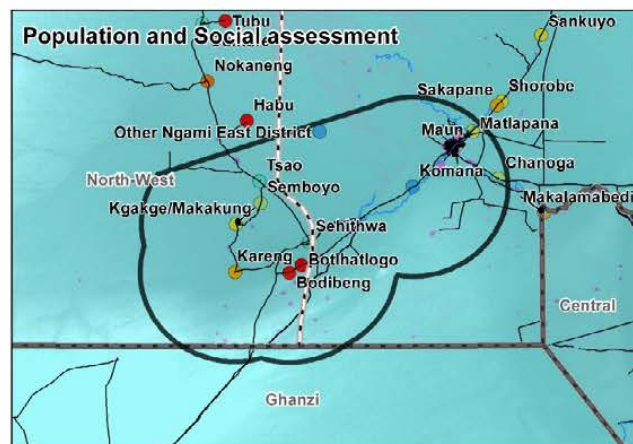 Tubu
Sankuyo
Population and Social assessment
Nokaneng
Sakapane
Shorobe
Habu
Other Ngami East District
Maun
Matlapana
Tsao
Komana
Chanoga
North-West
Semboyo
Kgakge/Makakung
Makalamabedi
Sehithwa
Kareng
Botlhatlogo
Bodibeng
Central
Ghanzi